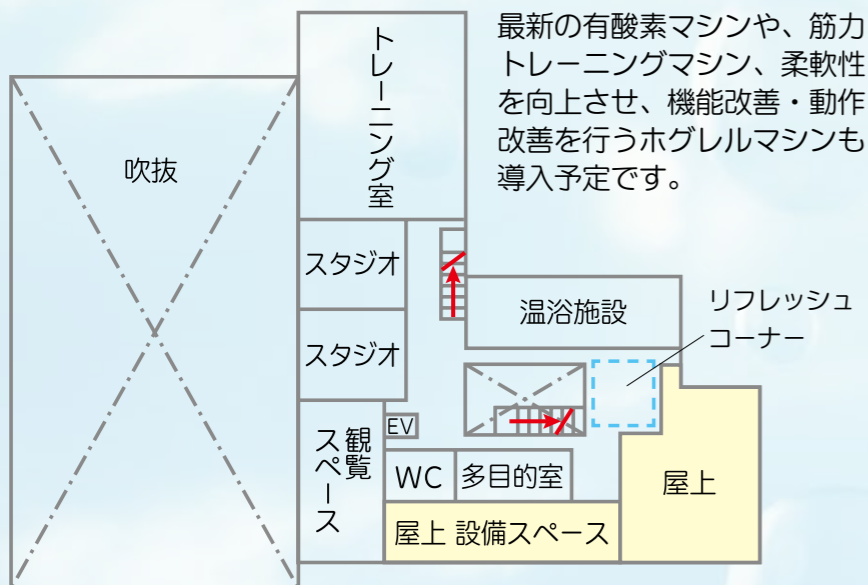 最新の有酸素マシンや、筋力
トレーニングマシン、柔軟性
を向上させ、機能改善・動作
改善を行うホグレルマシンも
導入予定です。
トレーニング室
吹抜
スタジオ
温浴施設
リフレッシュ
コーナー
スタジオ
EV
観覧
スペース
WC
多目的室
屋上
屋上 設備スペース